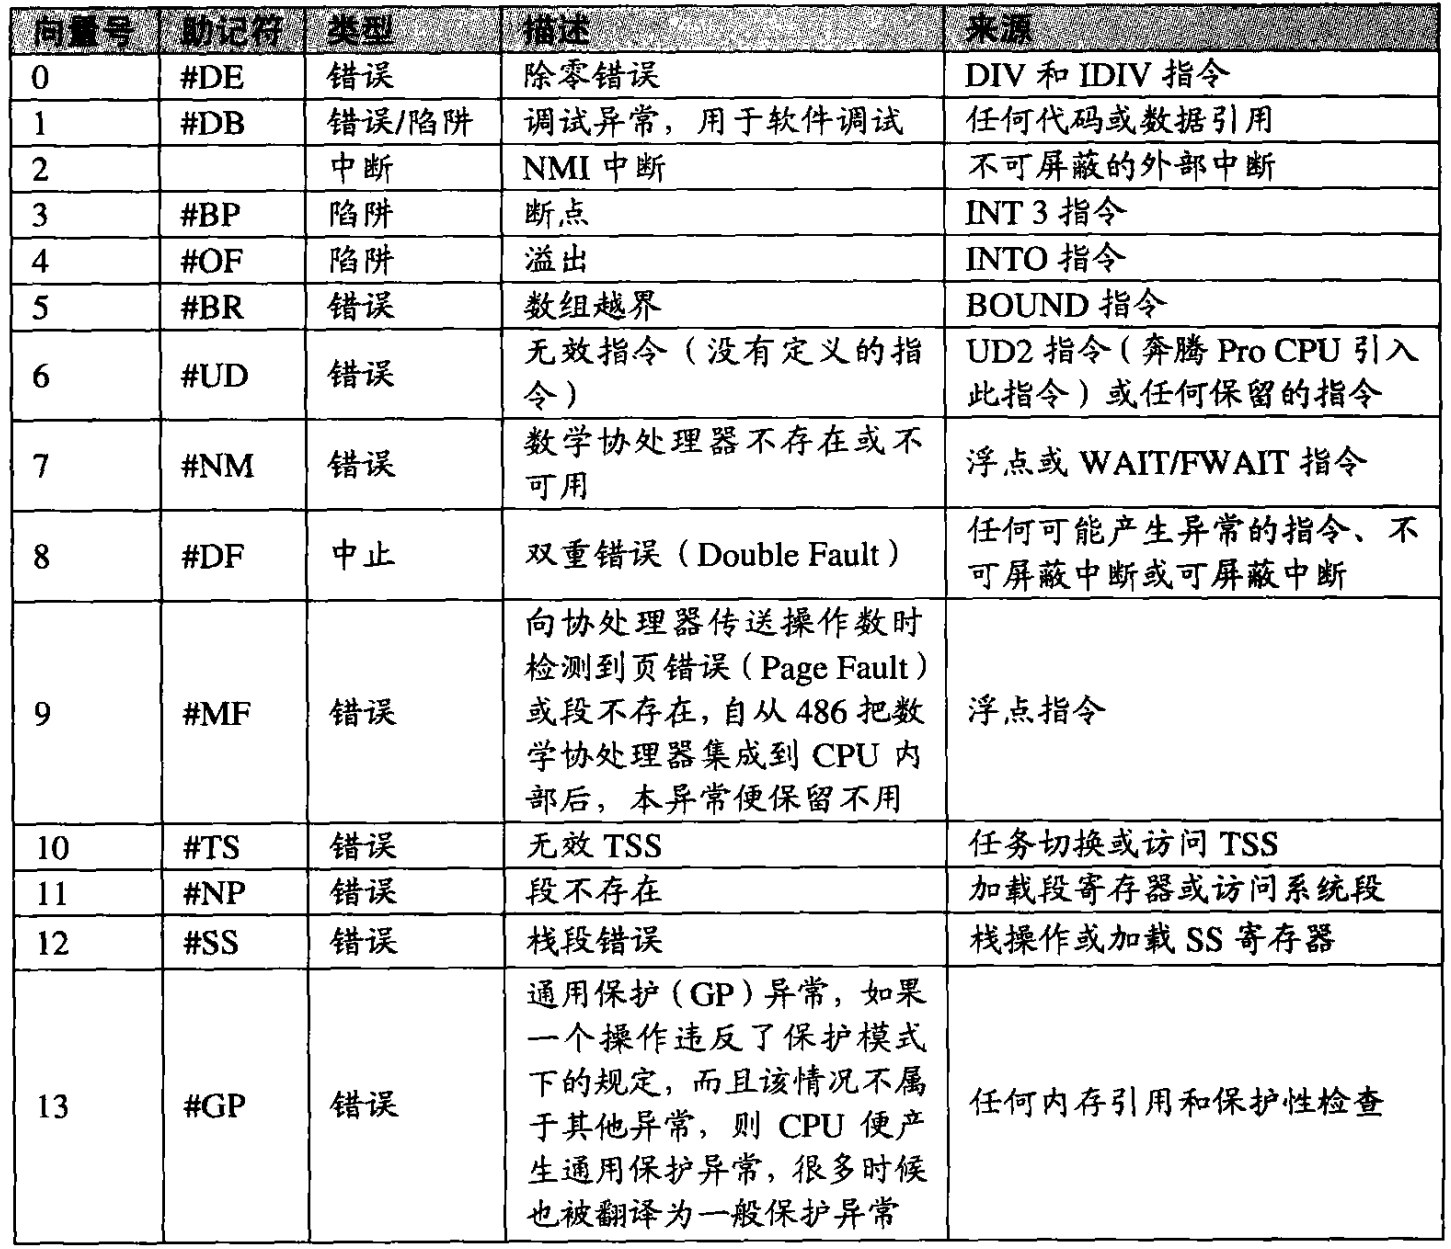 向量号 助记符 类型 描述 来源
0 #DE 错误 除零错误 DIV 和 IDIV 指令
1 #DB 错误/陷阱 调试异常，用于软件调试 任何代码或数据引用
2 中断 NMI 中断 不可屏蔽的外部中断
3 #BP 陷阱 断点 INT 3 指令
4 #OF 陷阱 溢出 INTO 指令
5 #BR 错误 数组越界 BOUND 指令
6 #UD 错误
无效指令（没有定义的指
令）
UD2 指令（奔腾 Pro CPU 引入
此指令）或任何保留的指令
7 #NM 错误
数学协处理器不存在或不
可用
浮点或 WAIT/FWAIT 指令
8 #DF 中止 双重错误（Double Fault）
任何可能产生异常的指令、不
可屏蔽中断或可屏蔽中断
9 #MF 错误
向协处理器传送操作数时
检测到页错误（Page Fault）
或段不存在，自从 486 把数
学协处理器集成到 CPU 内
部后，本异常便保留不用
浮点指令
10 #TS 错误 无效 TSS 任务切换或访问 TSS
11 #NP 错误 段不存在 加载段寄存器或访问系统段
12 #SS 错误 栈段错误 栈操作或加载 SS 寄存器
13 #GP 错误
通用保护（GP）异常，如果
一个操作违反了保护模式
下的规定，而且该情况不属
于其他异常，则 CPU 便产
生通用保护异常，很多时候
也被翻译为一般保护异常
任何内存引用和保护性检查